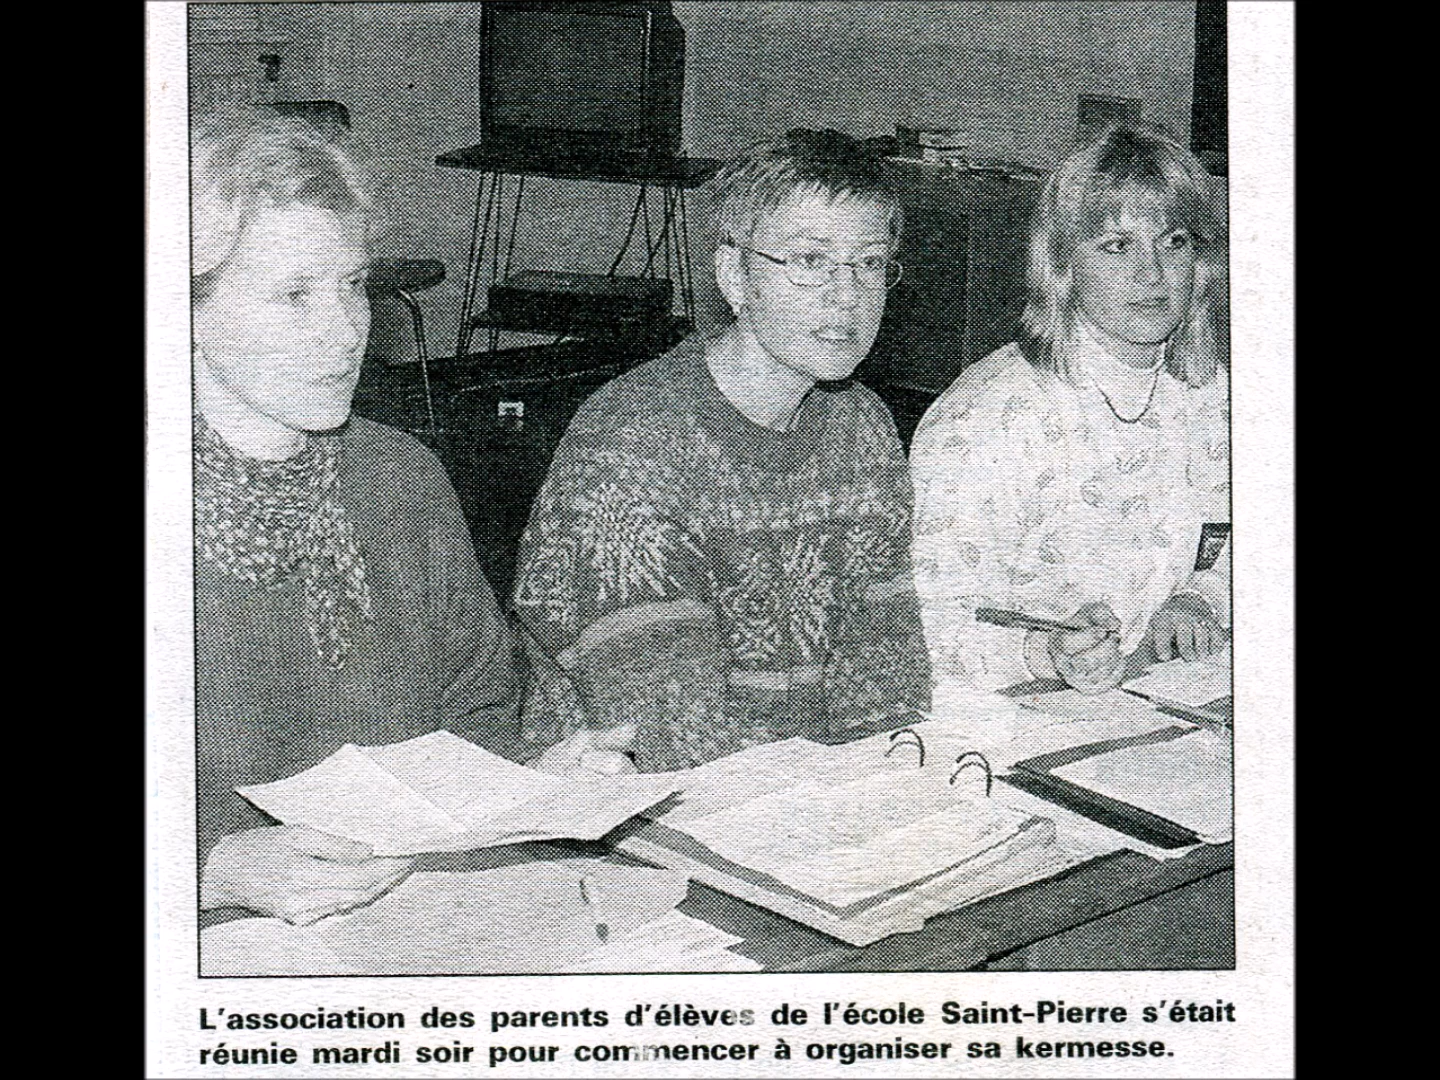 L'association des parents d'élèves de l'école Saint-Pierre s'était
réunie mardi soir pour commencer à organiser sa kermesse.